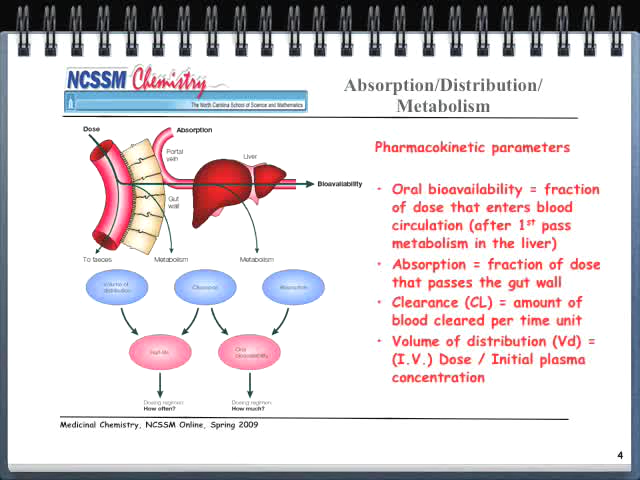 NCSSM Chemistry
The North Carolina School of Science and Mathematics
Absorption/Distribution/
Metabolism
Dose
Absorption
Portal
vein
Liver
Bioavailability
Gut
wall
To faeces
Metabolism
Metabolism
Volume of
distribution
Clearance
Absorption
Half-life
Oral
bioavailability
Dosing regimen:
How often?
Dosing regimen:
How much?
Pharmacokinetic parameters
• Oral bioavailability = fraction
of dose that enters blood
circulation (after 1st pass
metabolism in the liver)
• Absorption = fraction of dose
that passes the gut wall
• Clearance (CL) = amount of
blood cleared per time unit
• Volume of distribution (Vd) =
(I.V.) Dose / Initial plasma
concentration
Medicinal Chemistry, NCSSM Online, Spring 2009
4